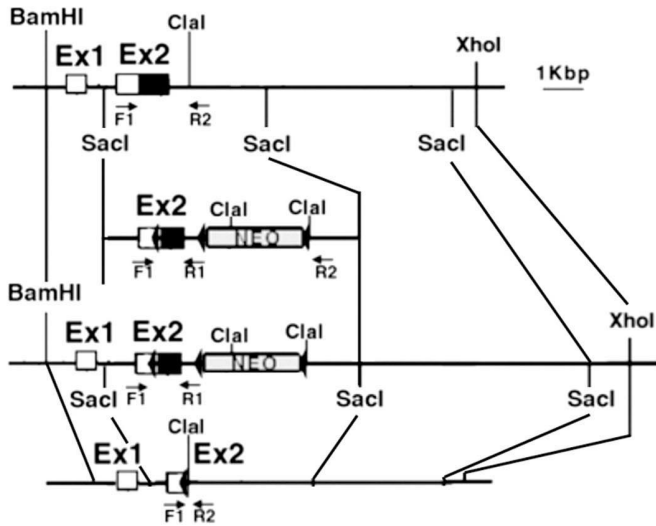 BamHI
Ex1 Ex2 ClaI XhoI
1Kbp
F1 R2
SacI SacI SacI
Ex2 ClaI ClaI
NEO
F1 R1 R2
BamHI
Ex1 Ex2 ClaI ClaI XhoI
NEO
F1 R1
SacI SacI SacI
ClaI
Ex1 Ex2
F1 R2